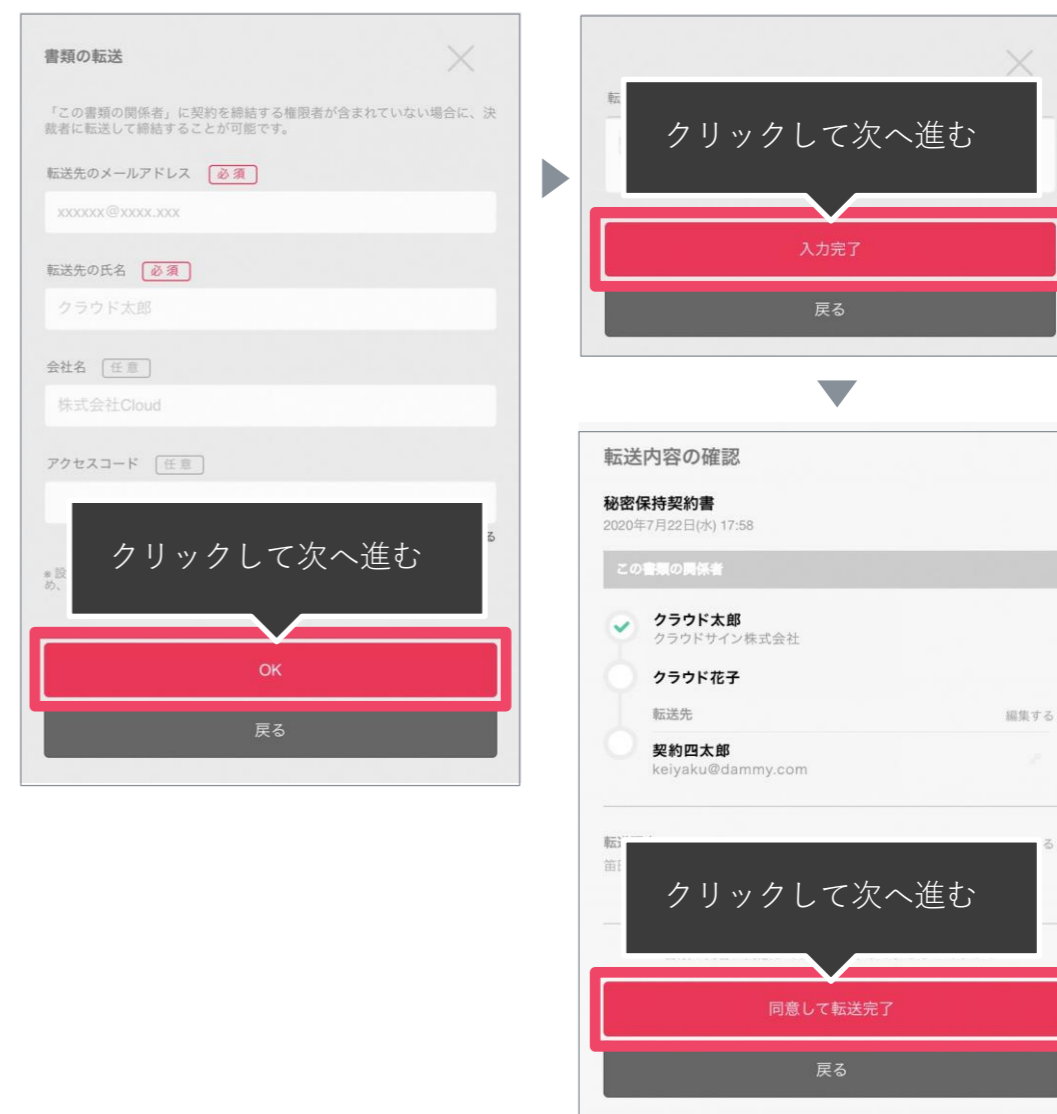 書類の転送
「この書類の関係者」に契約を締結する権限者が含まれていない場合に、決
裁者に転送して締結することが可能です。
転送先のメールアドレス 必須
xxxxxx@xxxx.xxx
転送先の氏名 必須
クラウド太郎
会社名 任意
株式会社Cloud
アクセスコード 任意
る
クリックして次へ進む
※設
め、
OK
戻る
転
クリックして次へ進む
入力完了
戻る
転送内容の確認
秘密保持契約書
2020年7月22日(水) 17:58
この書類の関係者
クラウド太郎
クラウドサイン株式会社
クラウド花子
転送先 編集する
契約四太郎
keiyaku@dammy.com
転送
る
クリックして次へ進む
同意して転送完了
戻る